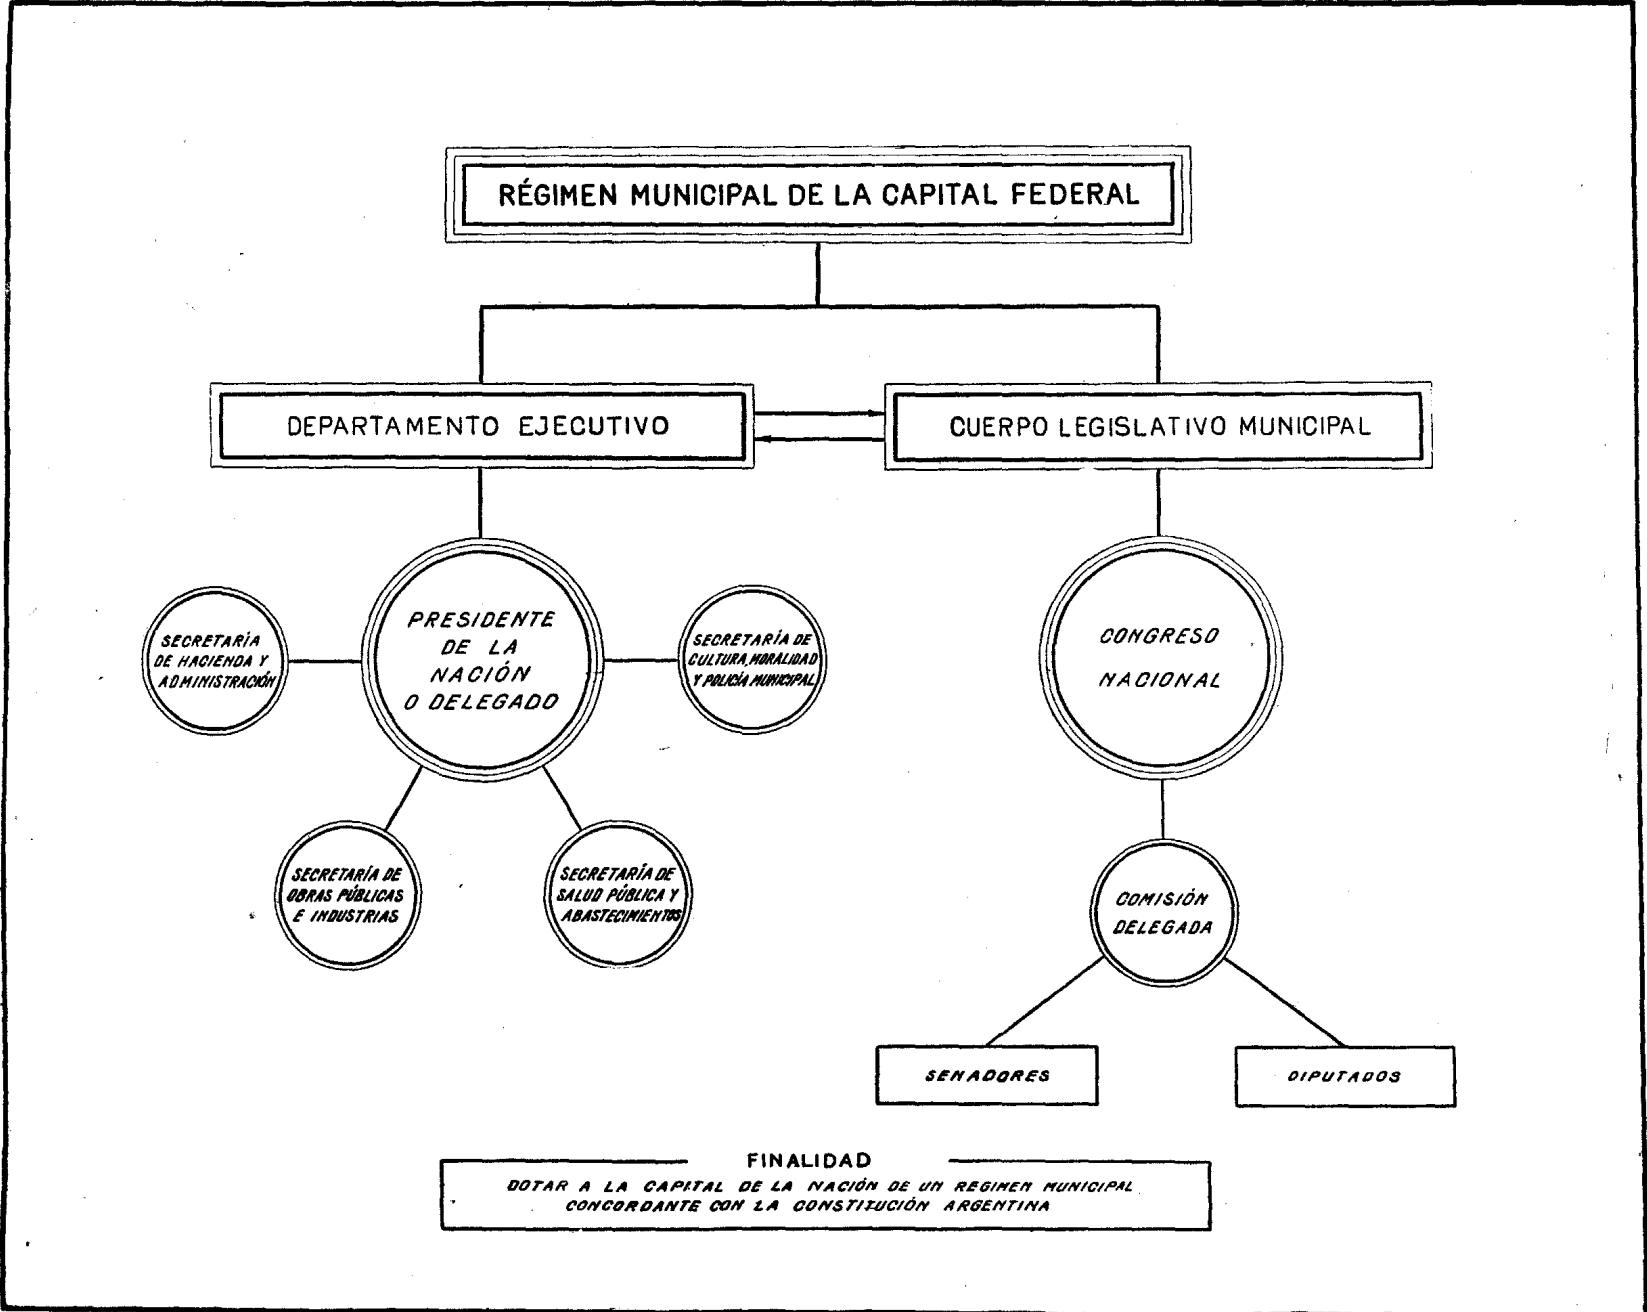 RÉGIMEN MUNICIPAL DE LA CAPITAL FEDERAL
DEPARTAMENTO EJECUTIVO
CUERPO LEGISLATIVO MUNICIPAL
PRESIDENTE
DE LA
NACIÓN
O DELEGADO
SECRETARÍA
DE HACIENDA Y
ADMINISTRACIÓN
SECRETARÍA DE
CULTURA, MORALIDAD
Y POLICÍA MUNICIPAL
SECRETARÍA DE
OBRAS PÚBLICAS
E INDUSTRIAS
SECRETARÍA DE
SALUD PÚBLICA Y
ABASTECIMIENTOS
CONGRESO
NACIONAL
COMISIÓN
DELEGADA
SENADORES
DIPUTADOS
FINALIDAD
DOTAR A LA CAPITAL DE LA NACIÓN DE UN REGIMEN MUNICIPAL
CONCORDANTE CON LA CONSTITUCIÓN ARGENTINA